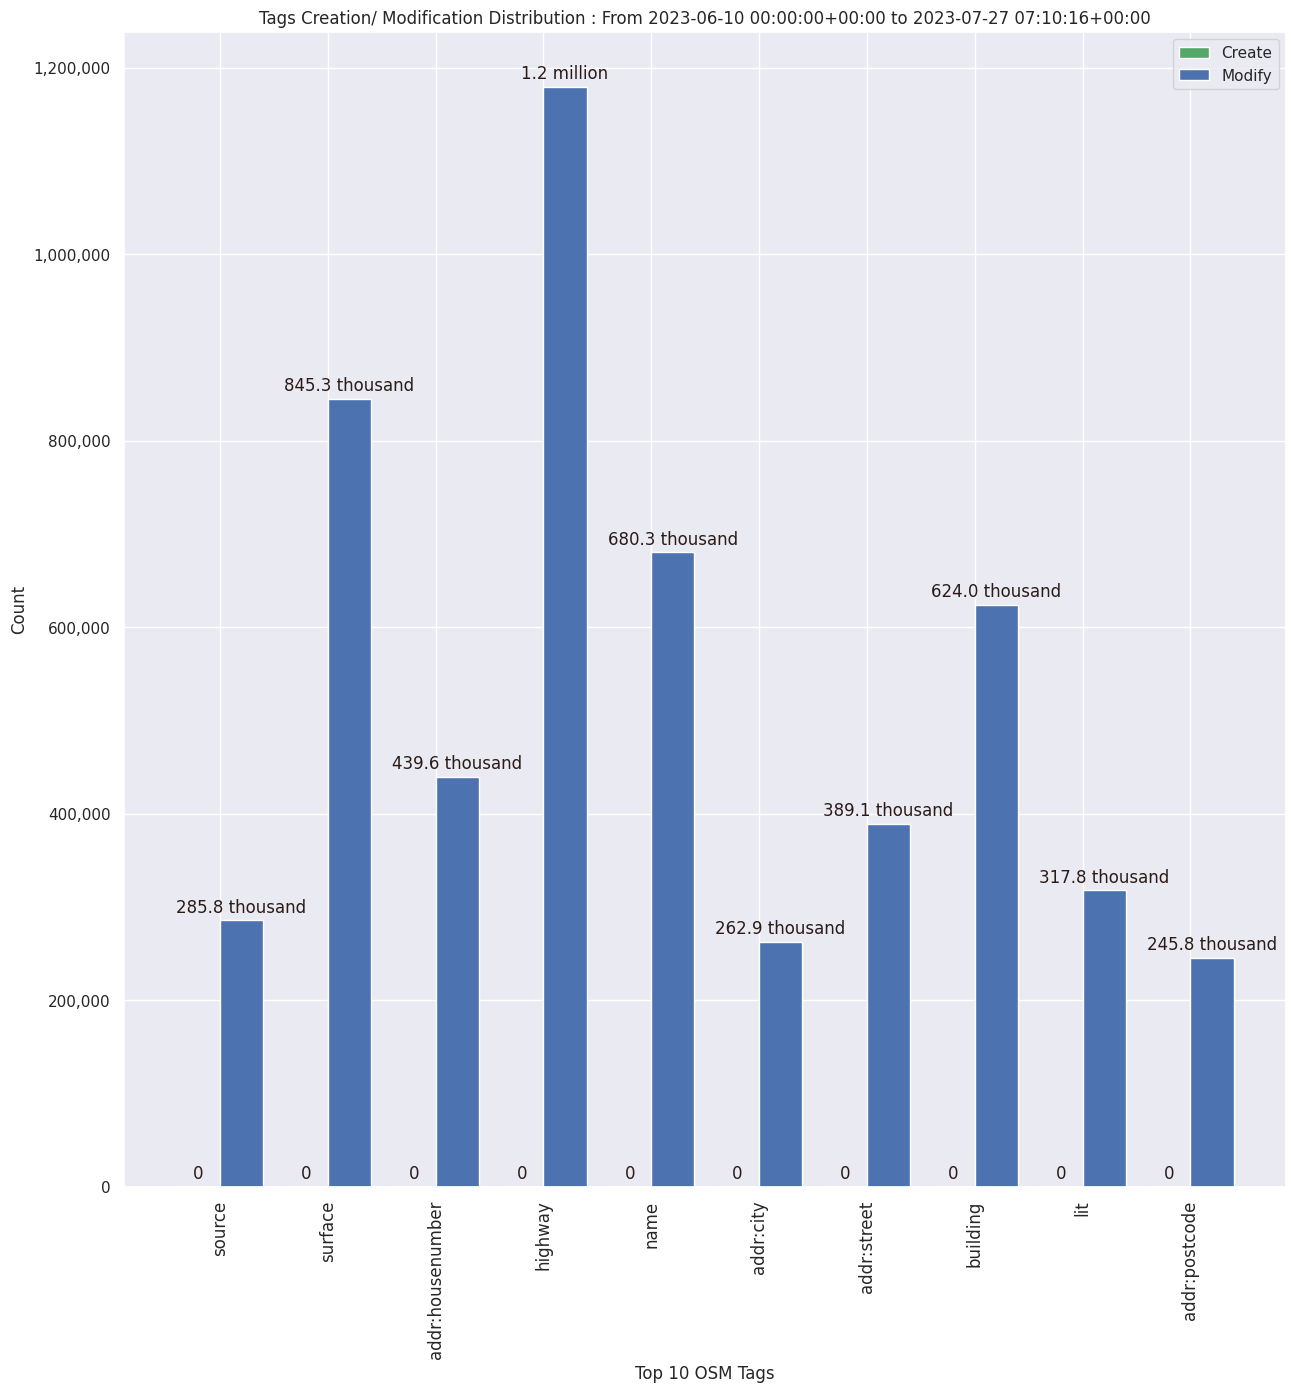 Tags Creation/ Modification Distribution : From 2023-06-10 00:00:00+00:00 to 2023-07-27 07:10:16+00:00
Create
Modify
1,200,000
1,000,000
800,000
600,000
400,000
200,000
0
Count
285.8 thousand
845.3 thousand
439.6 thousand
1.2 million
680.3 thousand
262.9 thousand
389.1 thousand
624.0 thousand
317.8 thousand
245.8 thousand
0
0
0
0
0
0
0
0
0
0
source
surface
addr:housenumber
highway
name
addr:city
addr:street
building
lit
addr:postcode
Top 10 OSM Tags